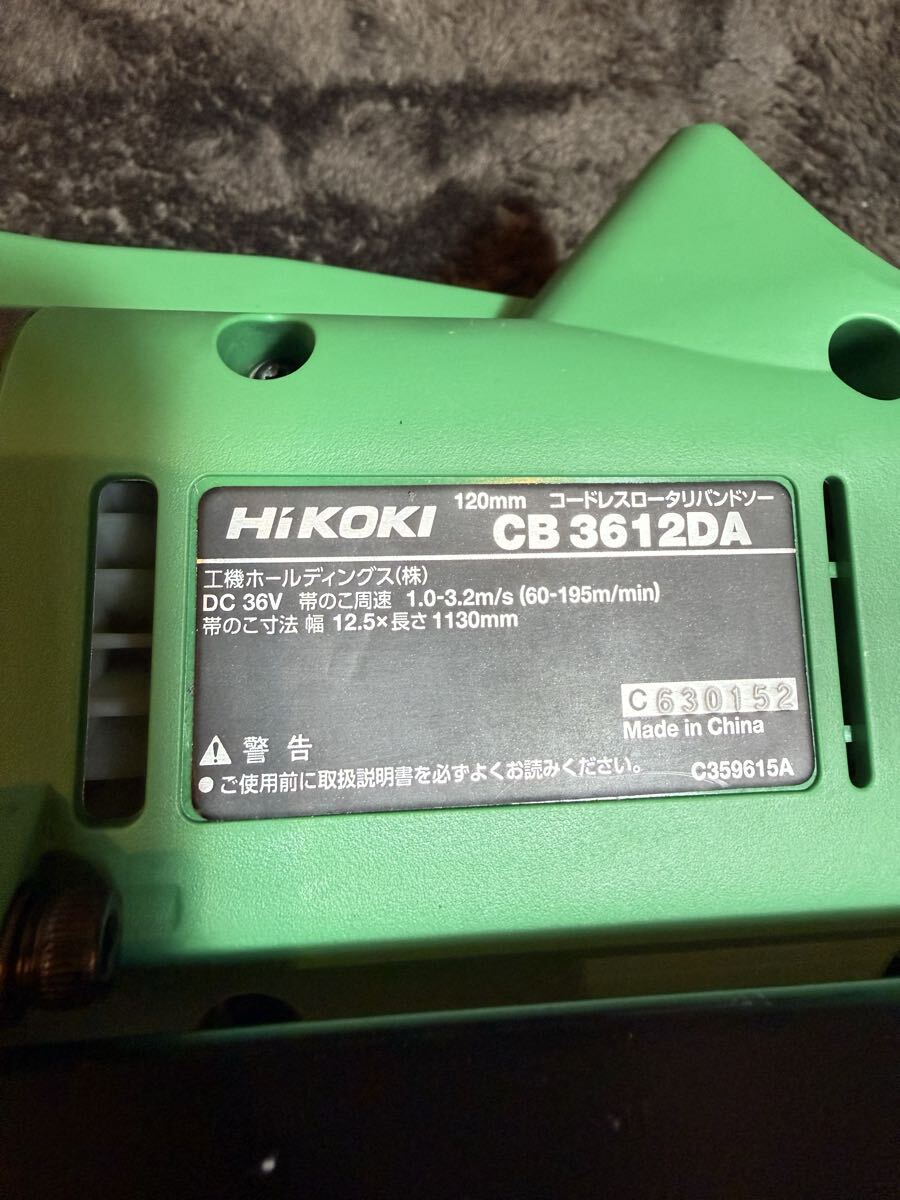 HiKOKI
120mm コードレスロータリバンドソー
CB 3612DA
工機ホールディングス(株)
DC 36V 帯のこ周速 1.0-3.2m/s (60-195m/min)
帯のこ寸法 幅 12.5×長さ 1130mm
C 630152
Made in China
警告
●ご使用前に取扱説明書を必ずよくお読みください。
C359615A